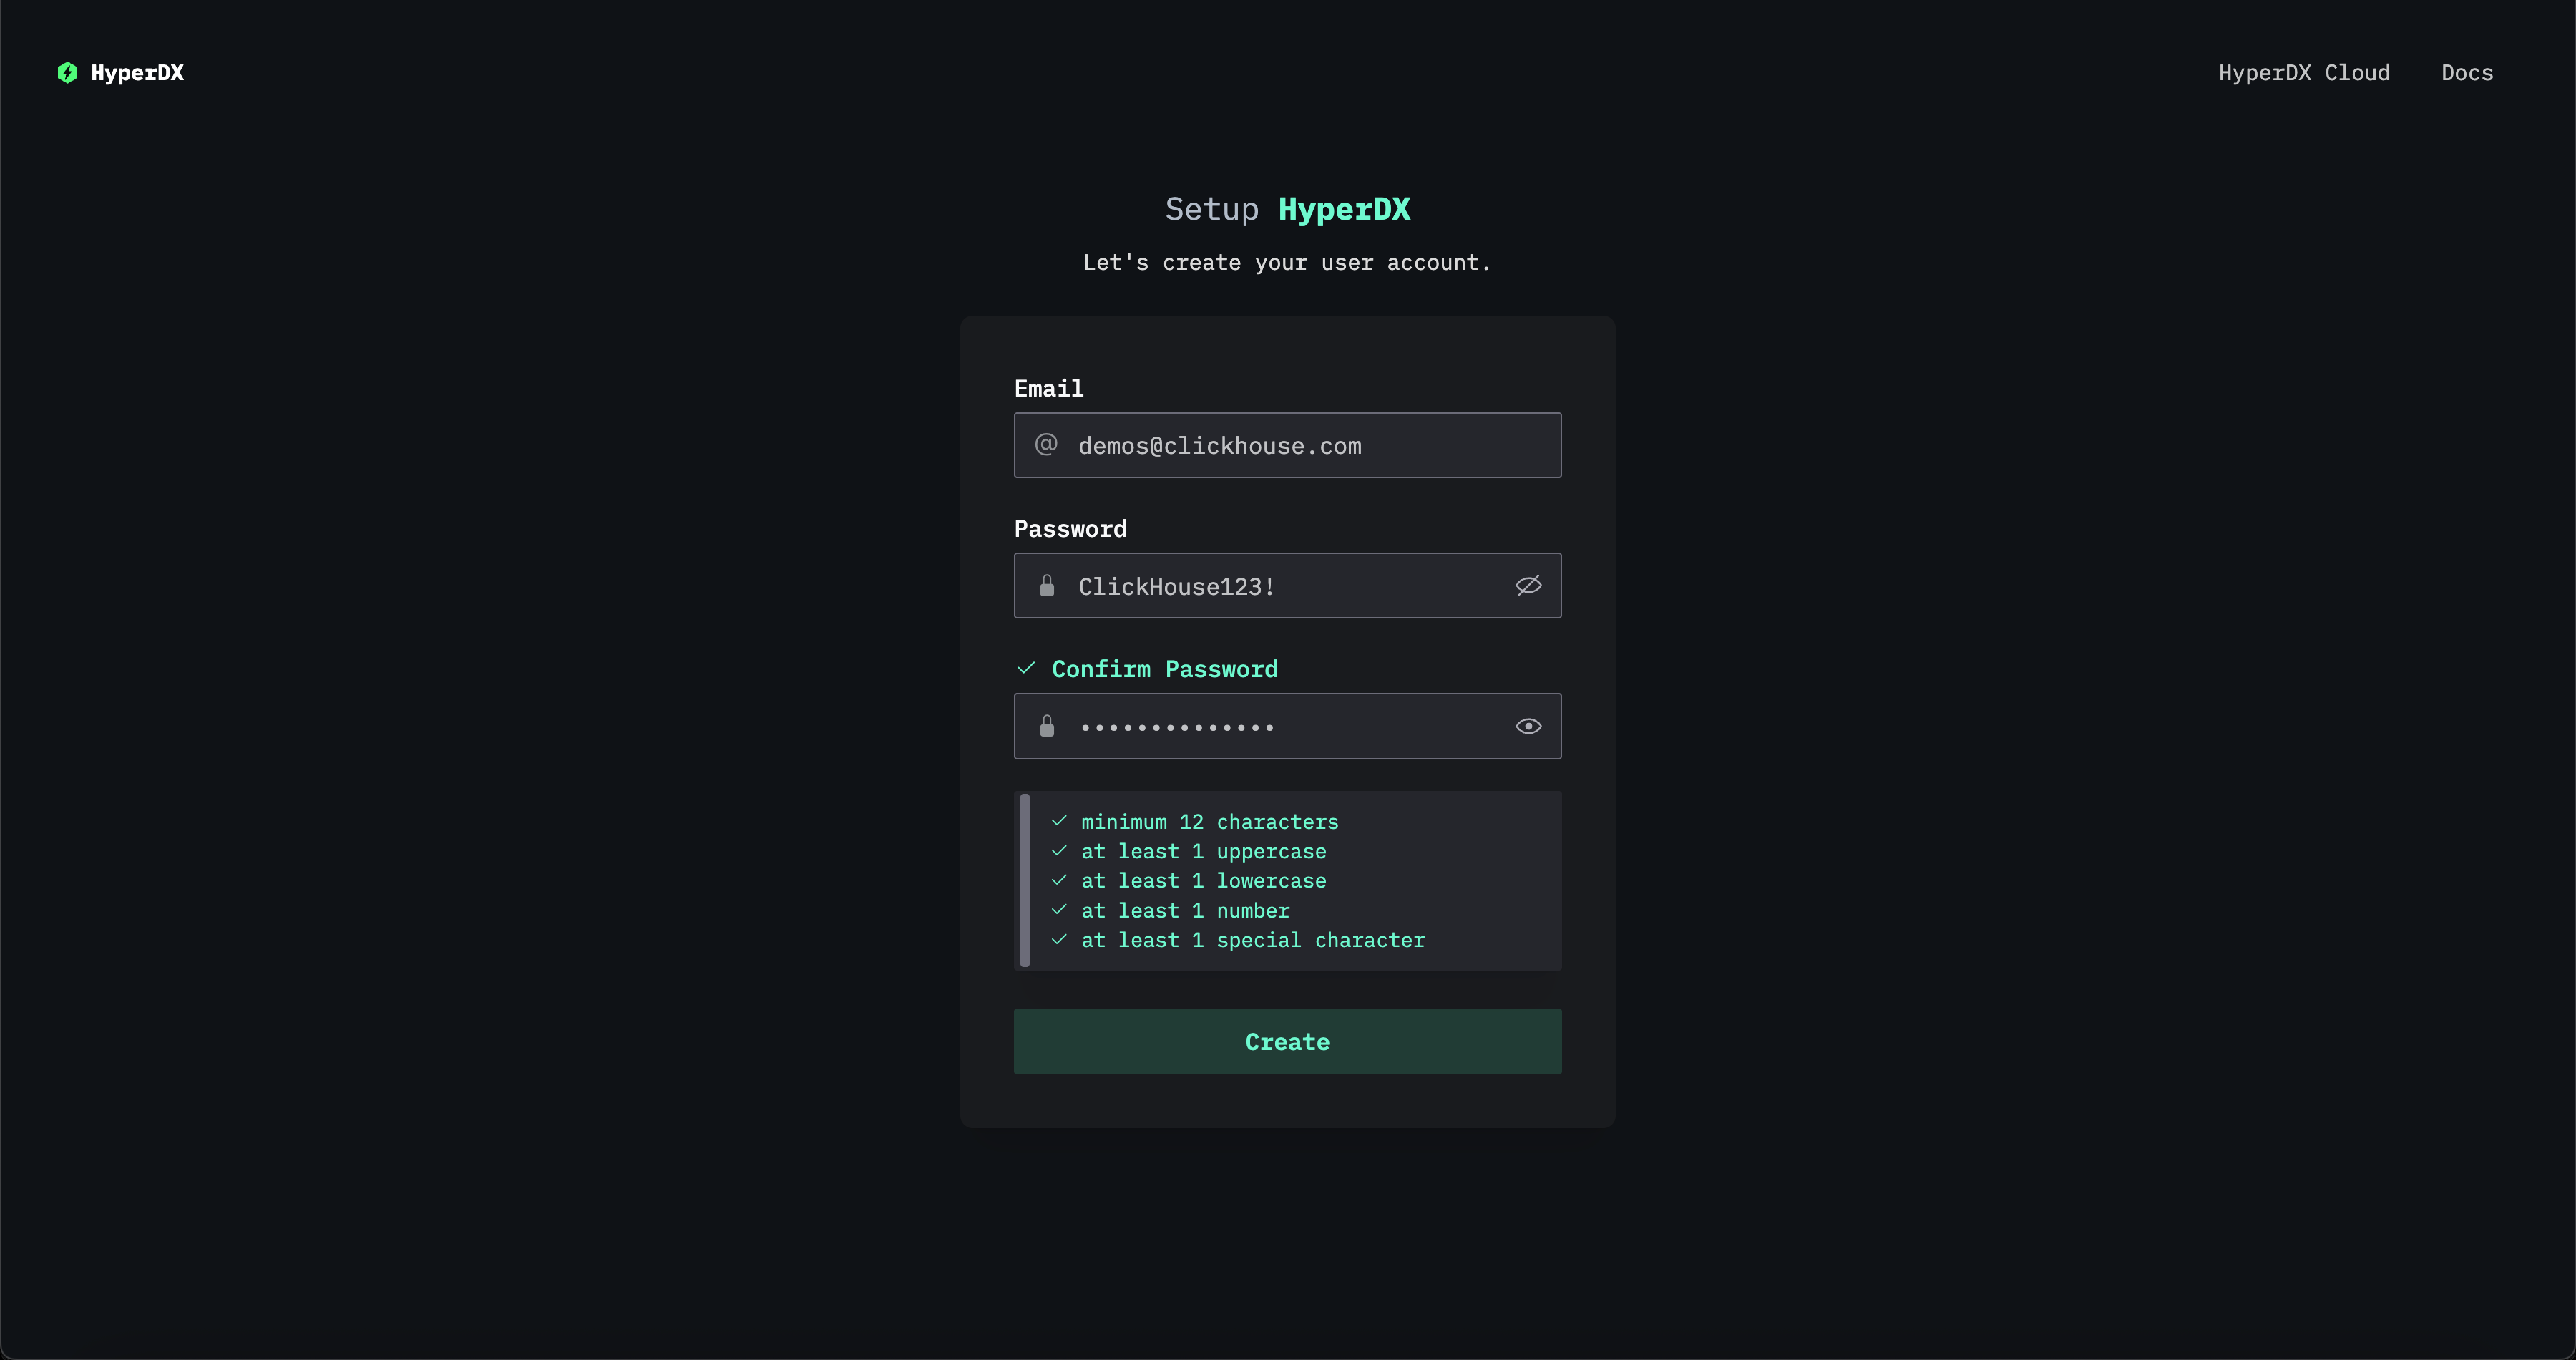 HyperDX
HyperDX Cloud
Docs
Setup HyperDX
Let's create your user account.
Email
@ demos@clickhouse.com
Password
ClickHouse123!
Confirm Password
••••••••••••••
minimum 12 characters
at least 1 uppercase
at least 1 lowercase
at least 1 number
at least 1 special character
Create